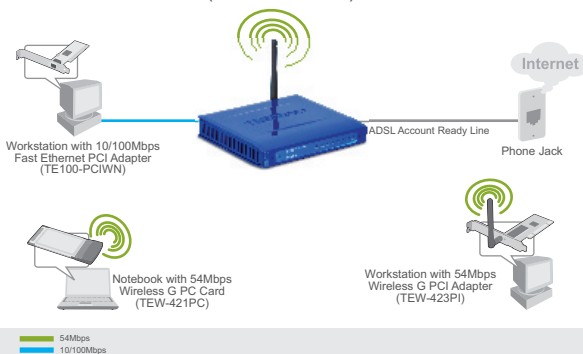 Internet
ADSL Account Ready Line
Phone Jack
Workstation with 10/100Mbps
Fast Ethernet PCI Adapter
(TE100-PCIWN)
Notebook with 54Mbps
Wireless G PC Card
(TEW-421PC)
Workstation with 54Mbps
Wireless G PCI Adapter
(TEW-423PI)
54Mbps
10/100Mbps